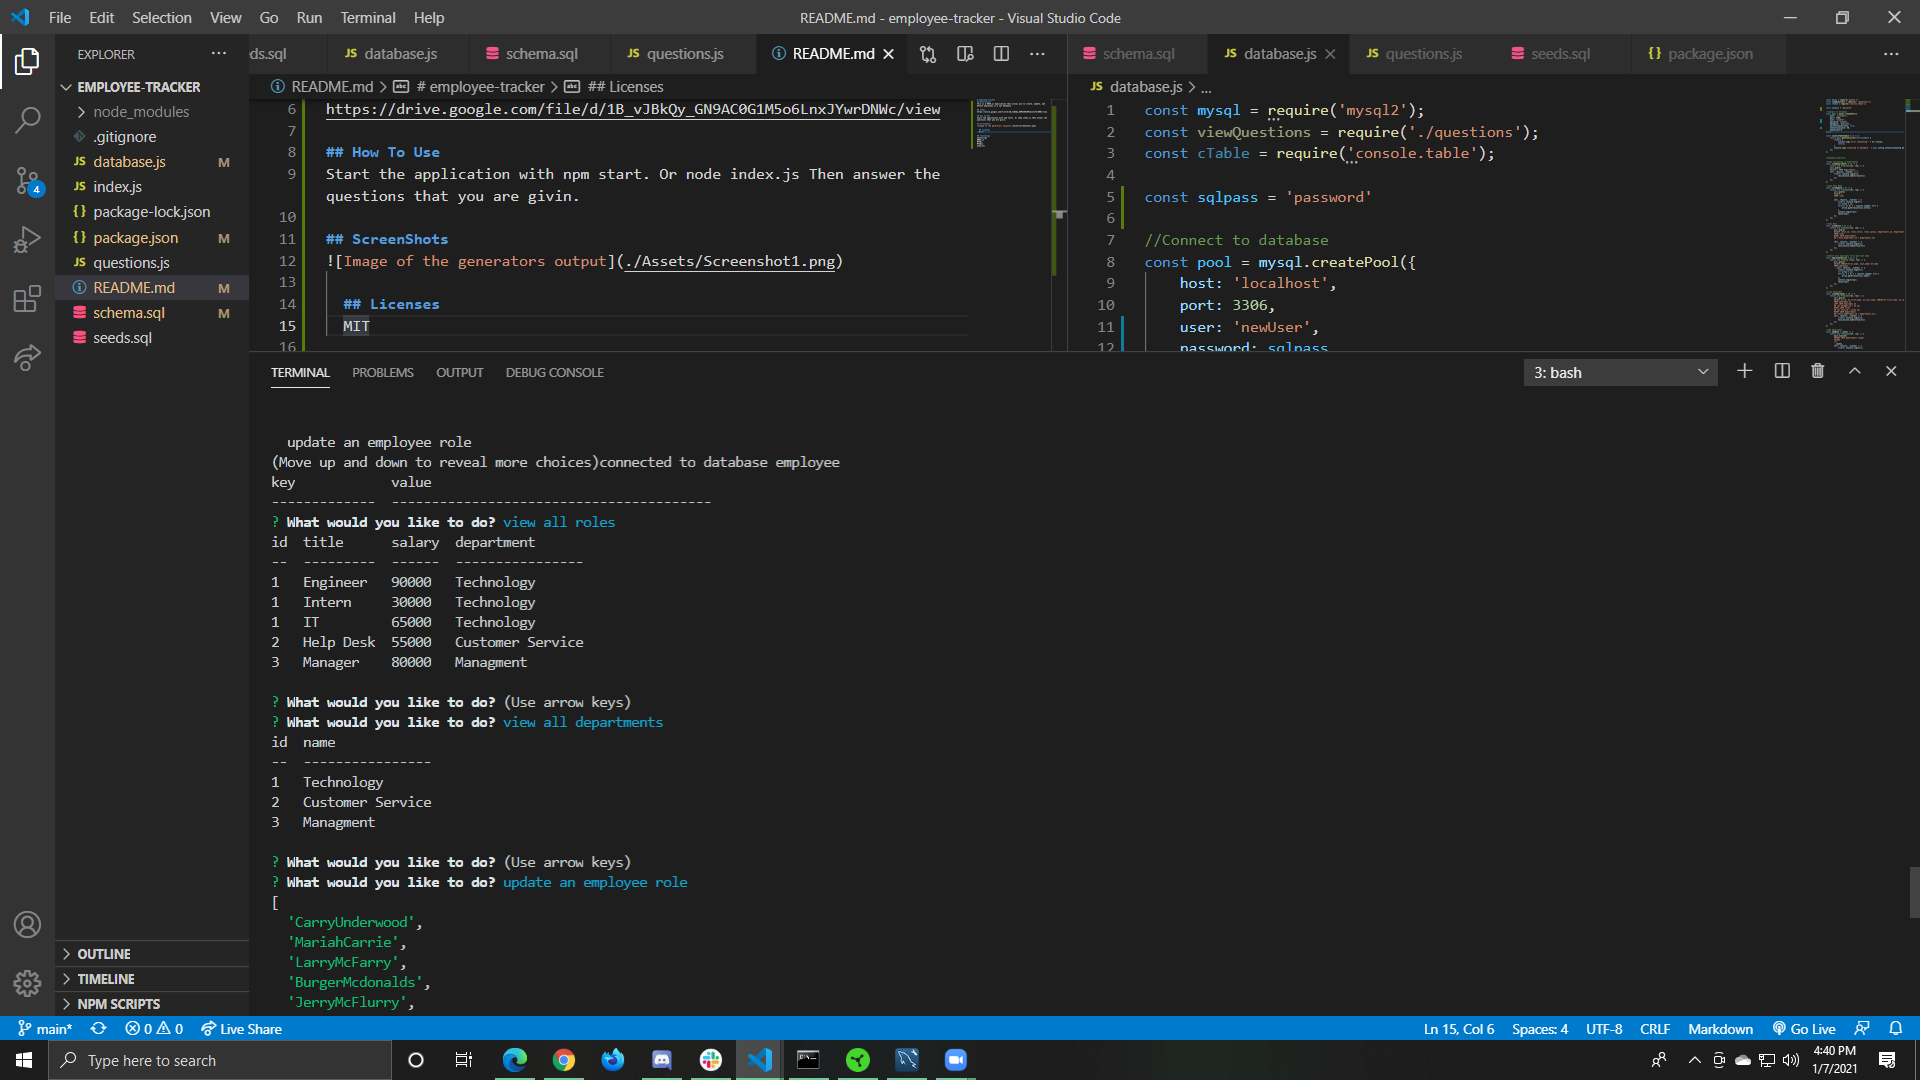 File Edit Selection View Go Run Terminal Help
README.md - employee-tracker - Visual Studio Code
EXPLORER
EMPLOYEE-TRACKER
node_modules
.gitignore
database.js M
index.js
package-lock.json
package.json M
questions.js
README.md M
schema.sql M
seeds.sql
OUTLINE
TIMELINE
NPM SCRIPTS
4
ds.sql JS database.js schema.sql JS questions.js README.md
README.md > # employee-tracker > ## Licenses
6 https://drive.google.com/file/d/1B_vJBkQy_GN9AC0G1M5o6LnxJYwrDNWc/view
7
8 ## How To Use
9 Start the application with npm start. Or node index.js Then answer the
questions that you are givin.
10
11 ## ScreenShots
12 ![Image of the generators output](./Assets/Screenshot1.png)
13
14 ## Licenses
15 MIT
16
schema.sql JS database.js JS questions.js seeds.sql {} package.json
JS database.js > ...
1 const mysql = require('mysql2');
2 const viewQuestions = require('./questions');
3 const cTable = require('console.table');
4
5 const sqlpass = 'password'
6
7 //Connect to database
8 const pool = mysql.createPool({
9 host: 'localhost',
10 port: 3306,
11 user: 'newUser',
12 password: sqlpass
TERMINAL PROBLEMS OUTPUT DEBUG CONSOLE
3: bash
update an employee role
(Move up and down to reveal more choices)connected to database employee
key value
------------- ----------------------------------------
? What would you like to do? view all roles
id title salary department
-- --------- ------ ----------------
1 Engineer 90000 Technology
1 Intern 30000 Technology
1 IT 65000 Technology
2 Help Desk 55000 Customer Service
3 Manager 80000 Managment
? What would you like to do? (Use arrow keys)
? What would you like to do? view all departments
id name
-- ----------------
1 Technology
2 Customer Service
3 Managment
? What would you like to do? (Use arrow keys)
? What would you like to do? update an employee role
[
'CarryUnderwood',
'MariahCarrie',
'LarryMcFarry',
'BurgerMcdonalds',
'JerryMcFlurry',
main* 0 0 Live Share
Ln 15, Col 6 Spaces: 4 UTF-8 CRLF Markdown Go Live
Type here to search
4:40 PM
1/7/2021